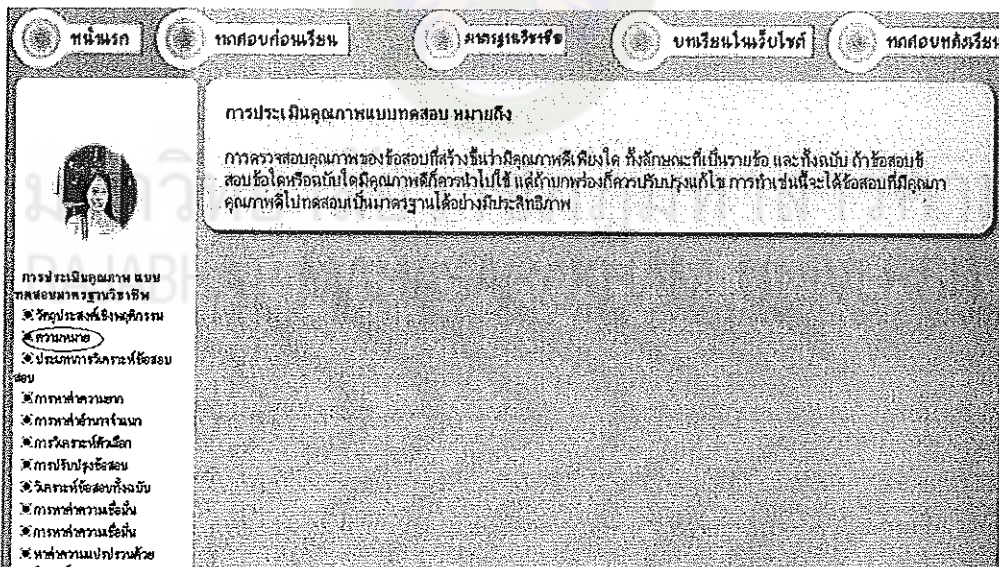 หน้าแรก
ทดสอบก่อนเรียน
มาตรฐานวิชาชีพ
บทเรียนในเว็บไซต์
ทดสอบหลังเรียน
การประเมินคุณภาพแบบทดสอบ หมายถึง
การตรวจสอบคุณภาพของข้อสอบที่สร้างขึ้นว่ามีคุณภาพดีเพียงใด ทั้งลักษณะที่เป็นรายข้อ และทั้งฉบับ ถ้าข้อสอบข้
สอบข้อใดหรือฉบับใดมีคุณภาพดีก็ควรนำไปใช้ แต่ถ้าบกพร่องก็ควรปรับปรุงแก้ไข การทำเช่นนี้จะได้ข้อสอบที่มีคุณภา
คุณภาพดีไปทดสอบเป็นมาตรฐานได้อย่างมีประสิทธิภาพ
การประเมินคุณภาพ แบบ
ทดสอบมาตรฐานวิชาชีพ
วัตถุประสงค์เชิงพฤติกรรม
ความหมาย
ประเภทการวิเคราะห์ข้อสอบ
สอบ
การหาค่าความยาก
การหาค่าอำนาจจำแนก
การวิเคราะห์ตัวเลือก
การปรับปรุงข้อสอบ
วิเคราะห์ข้อสอบทั้งฉบับ
การหาค่าความเชื่อมั่น
การหาค่าความเชื่อมั่น
หาค่าความแปรปรวนด้วย